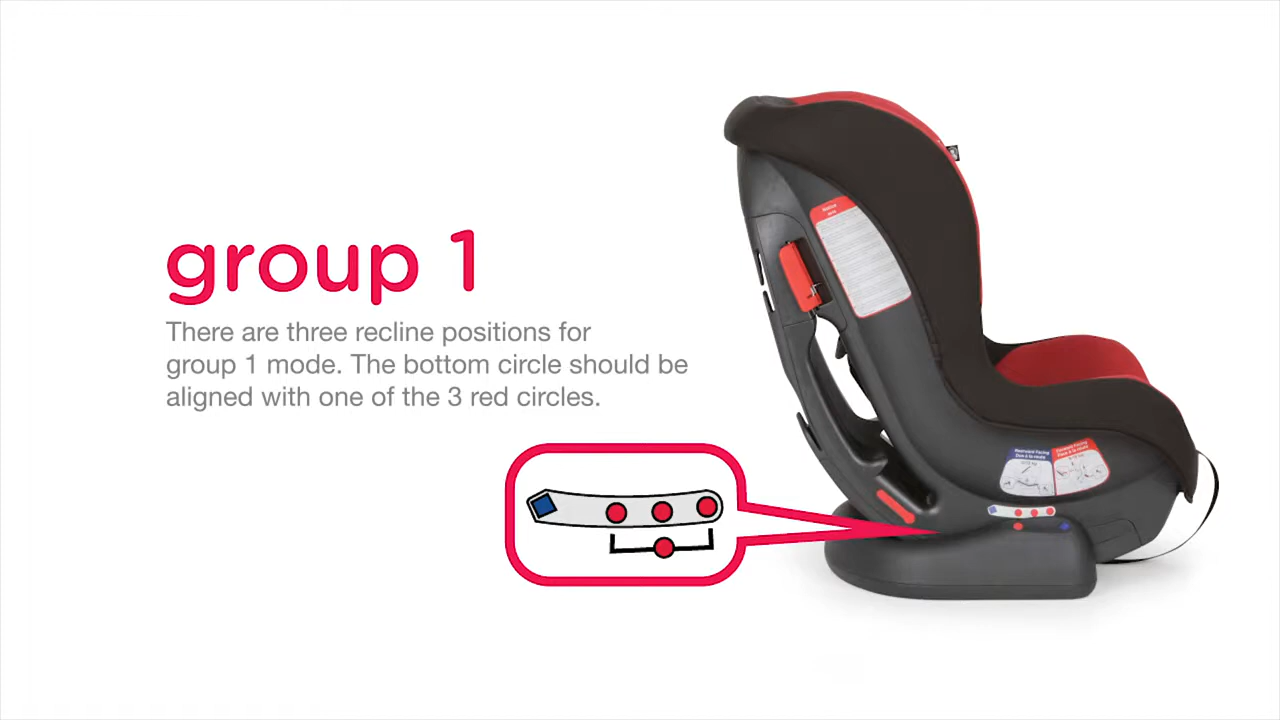 group 1
There are three recline positions for
group 1 mode. The bottom circle should be
aligned with one of the 3 red circles.